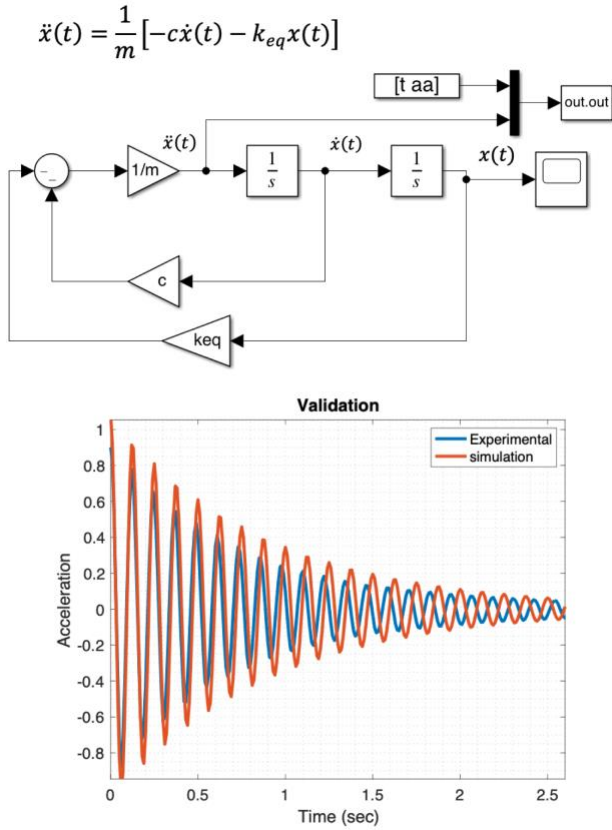 ẍ(t) = 1/m [−cẋ(t) − k_eq x(t)]
[t aa]
out.out
ẍ(t)
ẋ(t)
x(t)
− −
1/m
1/s
1/s
c
keq
Validation
Experimental
simulation
Acceleration
1
0.8
0.6
0.4
0.2
0
-0.2
-0.4
-0.6
-0.8
0
0.5
1
1.5
2
2.5
Time (sec)